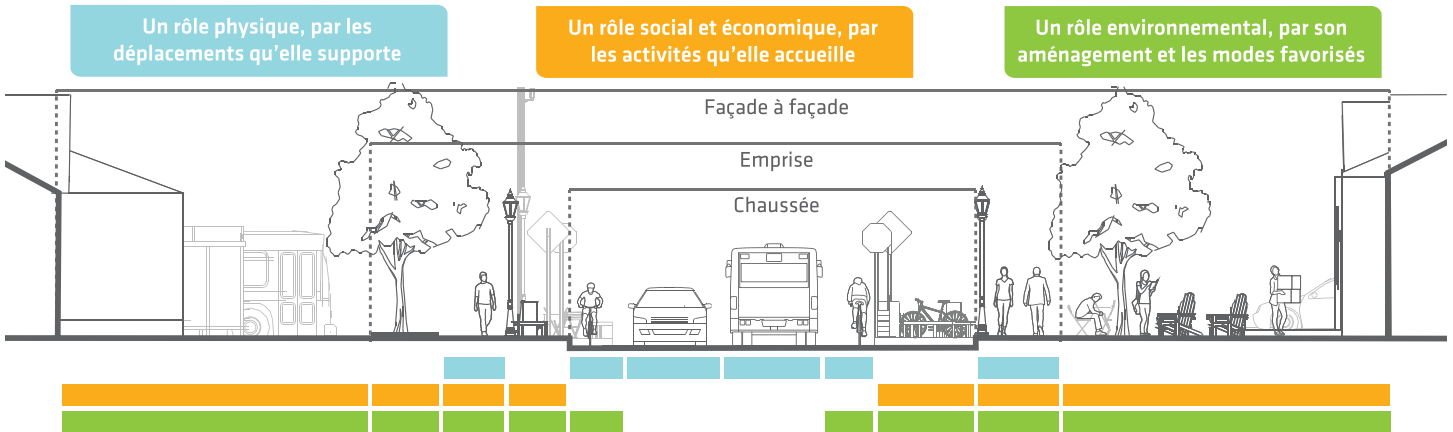 Un rôle physique, par les
déplacements qu'elle supporte
Un rôle social et économique, par
les activités qu'elle accueille
Un rôle environnemental, par son
aménagement et les modes favorisés
Façade à façade
Emprise
Chaussée